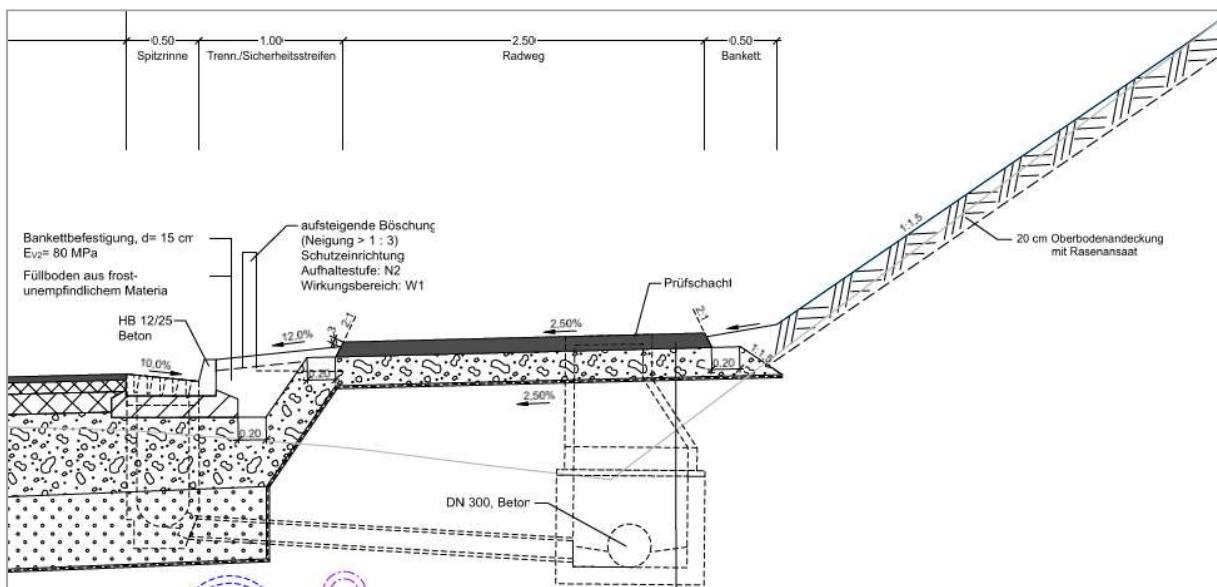 0.50
1.00
2.50
0.50
Spitzrinne
Trenn./Sicherheitsstreifen
Radweg
Bankett
Bankettbefestigung, d= 15 cm
EV2= 80 MPa
Füllboden aus frost-
unempfindlichem Materia
aufsteigende Böschung
(Neigung > 1 : 3)
Schutzeinrichtung
Aufhaltestufe: N2
Wirkungsbereich: W1
HB 12/25
Beton
Prüfschacht
1:1,5
20 cm Oberbodenandeckung
mit Rasenansaat
10,0%
12,0%
2:1
2,50%
2:1
1:1,5
0.20
0.20
0.20
2,50%
DN 300, Beton